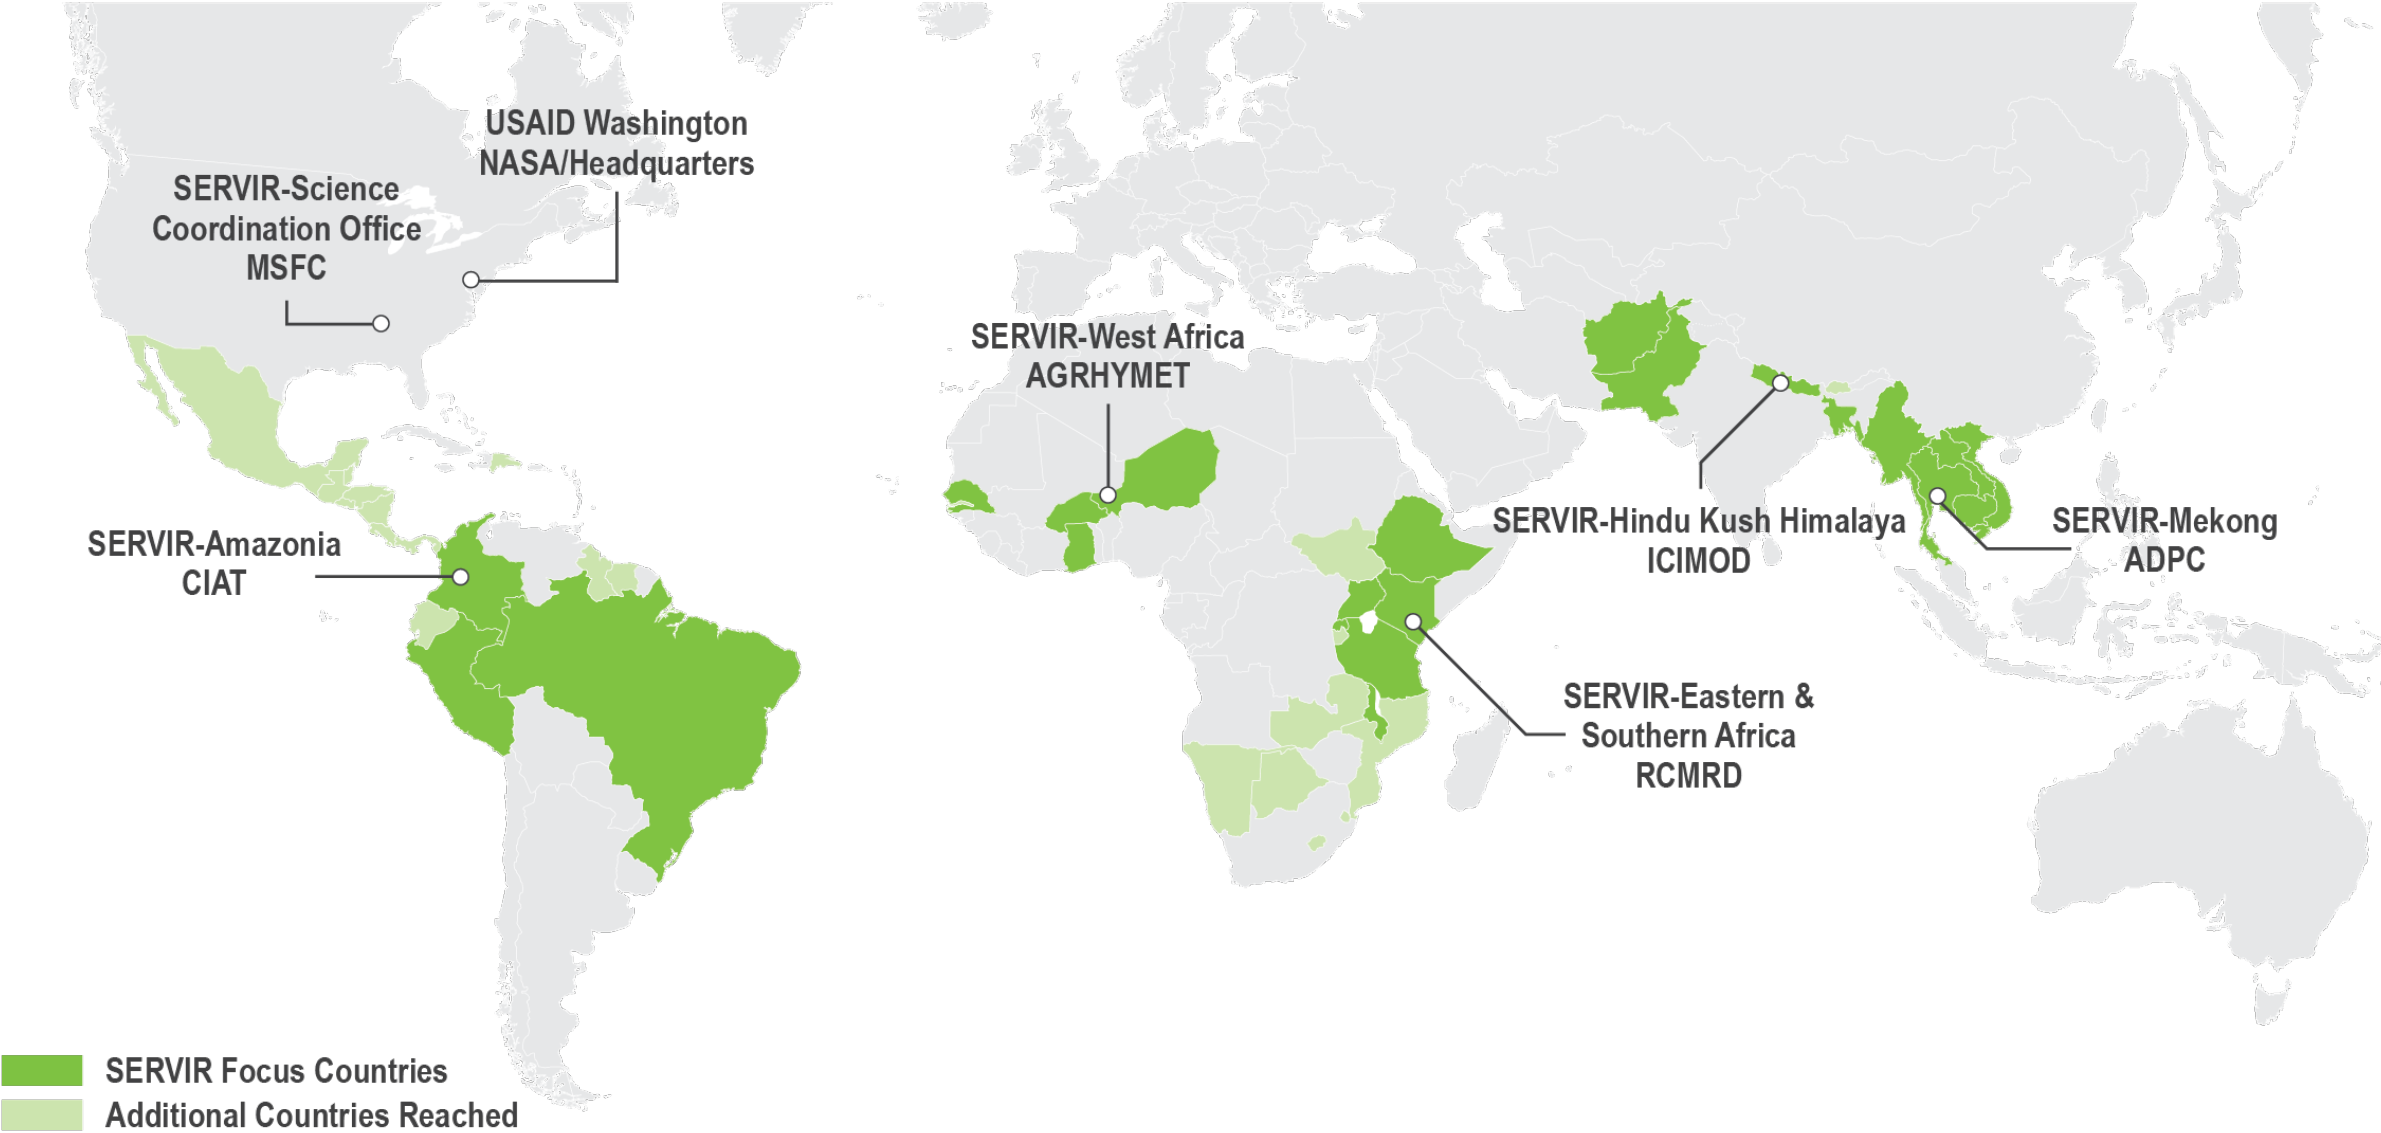 USAID Washington
NASA/Headquarters
SERVIR-Science
Coordination Office
MSFC
SERVIR-West Africa
AGRHYMET
SERVIR-Amazonia
CIAT
SERVIR-Hindu Kush Himalaya
ICIMOD
SERVIR-Mekong
ADPC
SERVIR-Eastern &
Southern Africa
RCMRD
SERVIR Focus Countries
Additional Countries Reached